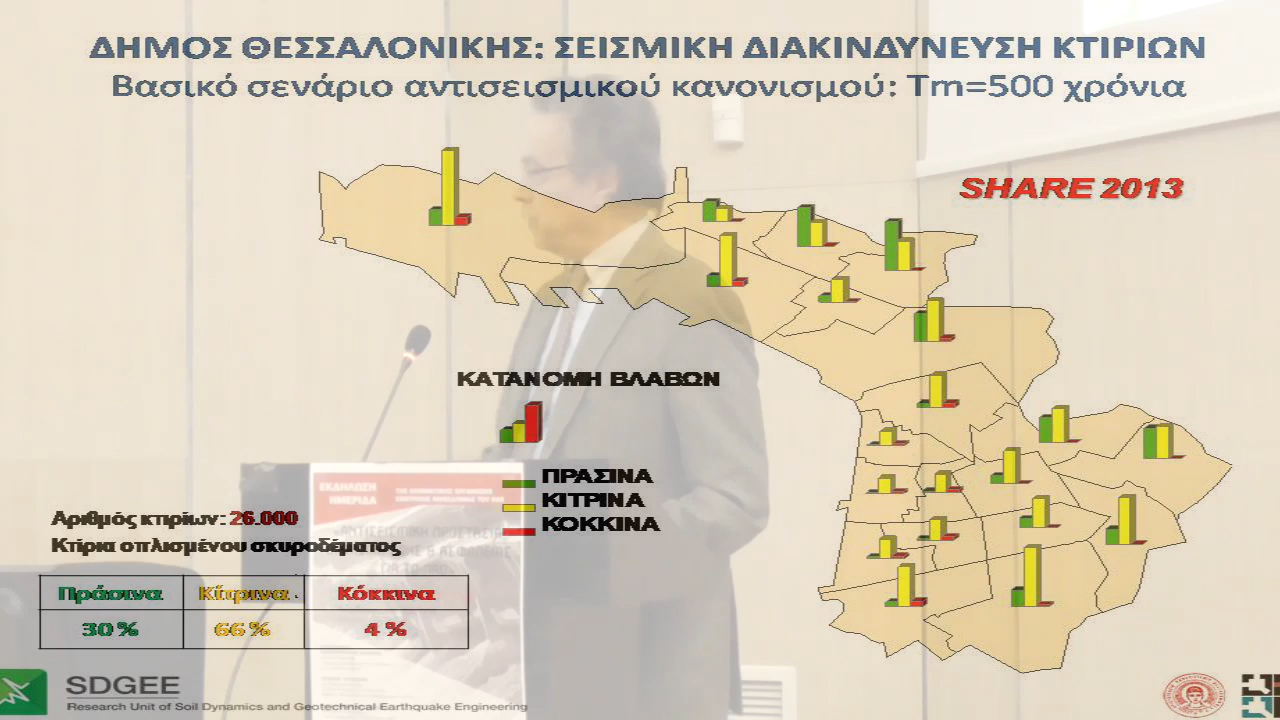 ΔΗΜΟΣ ΘΕΣΣΑΛΟΝΙΚΗΣ: ΣΕΙΣΜΙΚΗ ΔΙΑΚΙΝΔΥΝΕΥΣΗ ΚΤΙΡΙΩΝ
Βασικό σενάριο αντισεισμικού κανονισμού: Tm=500 χρόνια
SHARE 2013
ΚΑΤΑΝΟΜΗ ΒΛΑΒΩΝ
ΠΡΑΣΙΝΑ
ΚΙΤΡΙΝΑ
ΚΟΚΚΙΝΑ
ΕΚΔΗΛΩΣΗ
ΗΜΕΡΙΔΑ
Αριθμός κτιρίων: 26.000
Κτίρια οπλισμένου σκυροδέματος
Πράσινα Κίτρινα Κόκκινα
30 % 66 % 4 %
SDGEE
Research Unit of Soil Dynamics and Geotechnical Earthquake Engineering